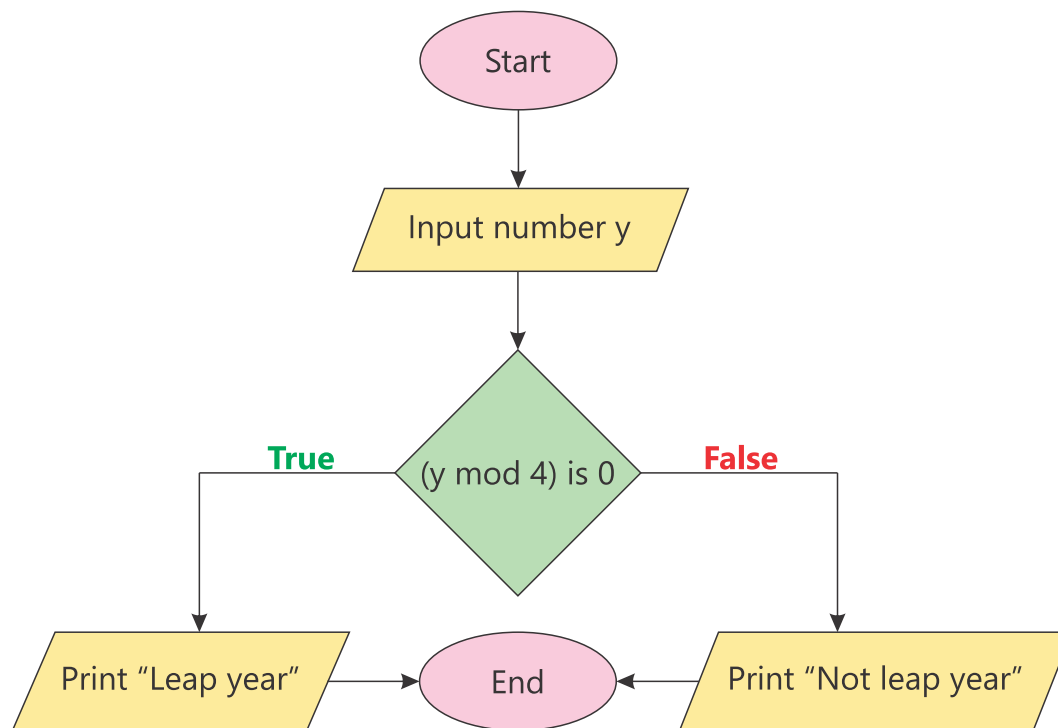 Start
Input number y
True
(y mod 4) is 0
False
Print “Leap year”
End
Print “Not leap year”